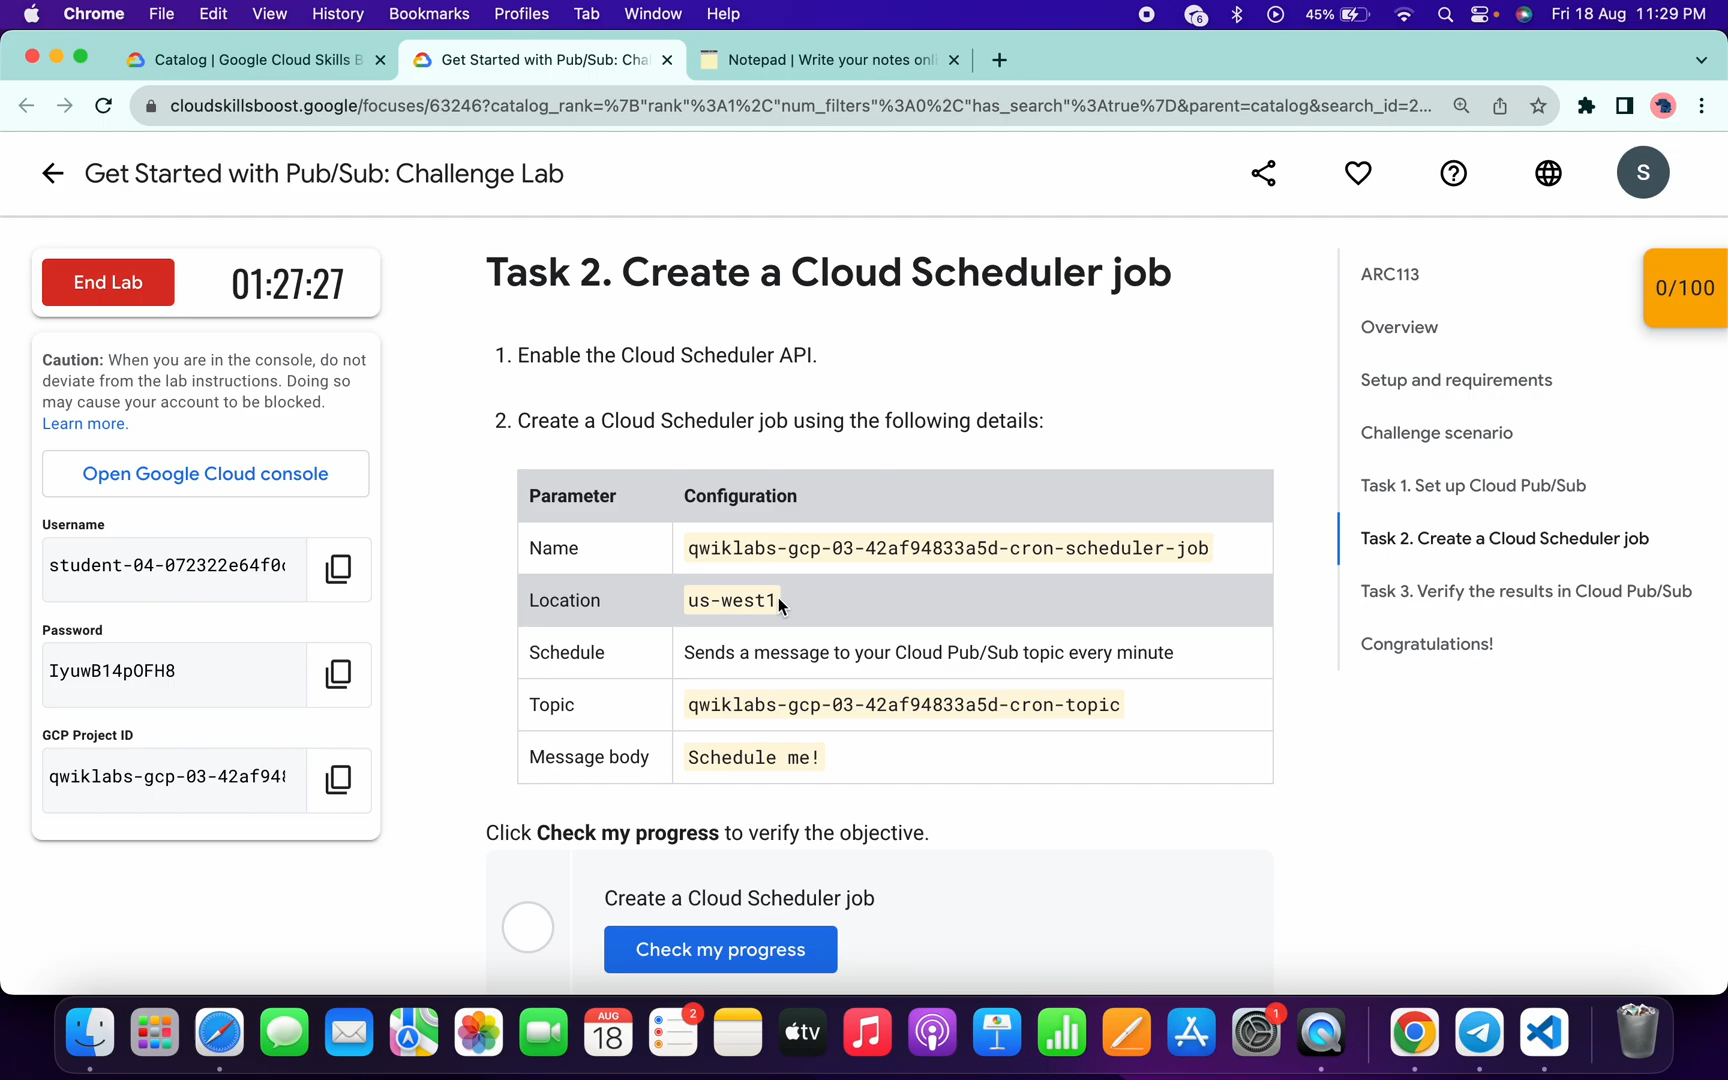 Chrome File Edit View History Bookmarks Profiles Tab Window Help 6 45% Fri 18 Aug 11:29 PM
Catalog | Google Cloud Skills B Get Started with Pub/Sub: Chal Notepad | Write your notes onli
cloudskillsboost.google/focuses/63246?catalog_rank=%7B"rank"%3A1%2C"num_filters"%3A0%2C"has_search"%3Atrue%7D&parent=catalog&search_id=2...
Get Started with Pub/Sub: Challenge Lab
S
End Lab 01:27:27
Caution: When you are in the console, do not
deviate from the lab instructions. Doing so
may cause your account to be blocked.
Learn more.
Open Google Cloud console
Username
student-04-072322e64f0
Password
IyuwB14pOFH8
GCP Project ID
qwiklabs-gcp-03-42af948
Task 2. Create a Cloud Scheduler job
1. Enable the Cloud Scheduler API.
2. Create a Cloud Scheduler job using the following details:
Parameter Configuration
Name qwiklabs-gcp-03-42af94833a5d-cron-scheduler-job
Location us-west1
Schedule Sends a message to your Cloud Pub/Sub topic every minute
Topic qwiklabs-gcp-03-42af94833a5d-cron-topic
Message body Schedule me!
Click Check my progress to verify the objective.
Create a Cloud Scheduler job
Check my progress
ARC113
Overview
Setup and requirements
Challenge scenario
Task 1. Set up Cloud Pub/Sub
Task 2. Create a Cloud Scheduler job
Task 3. Verify the results in Cloud Pub/Sub
Congratulations!
0/100
AUG
18
2
tv
1